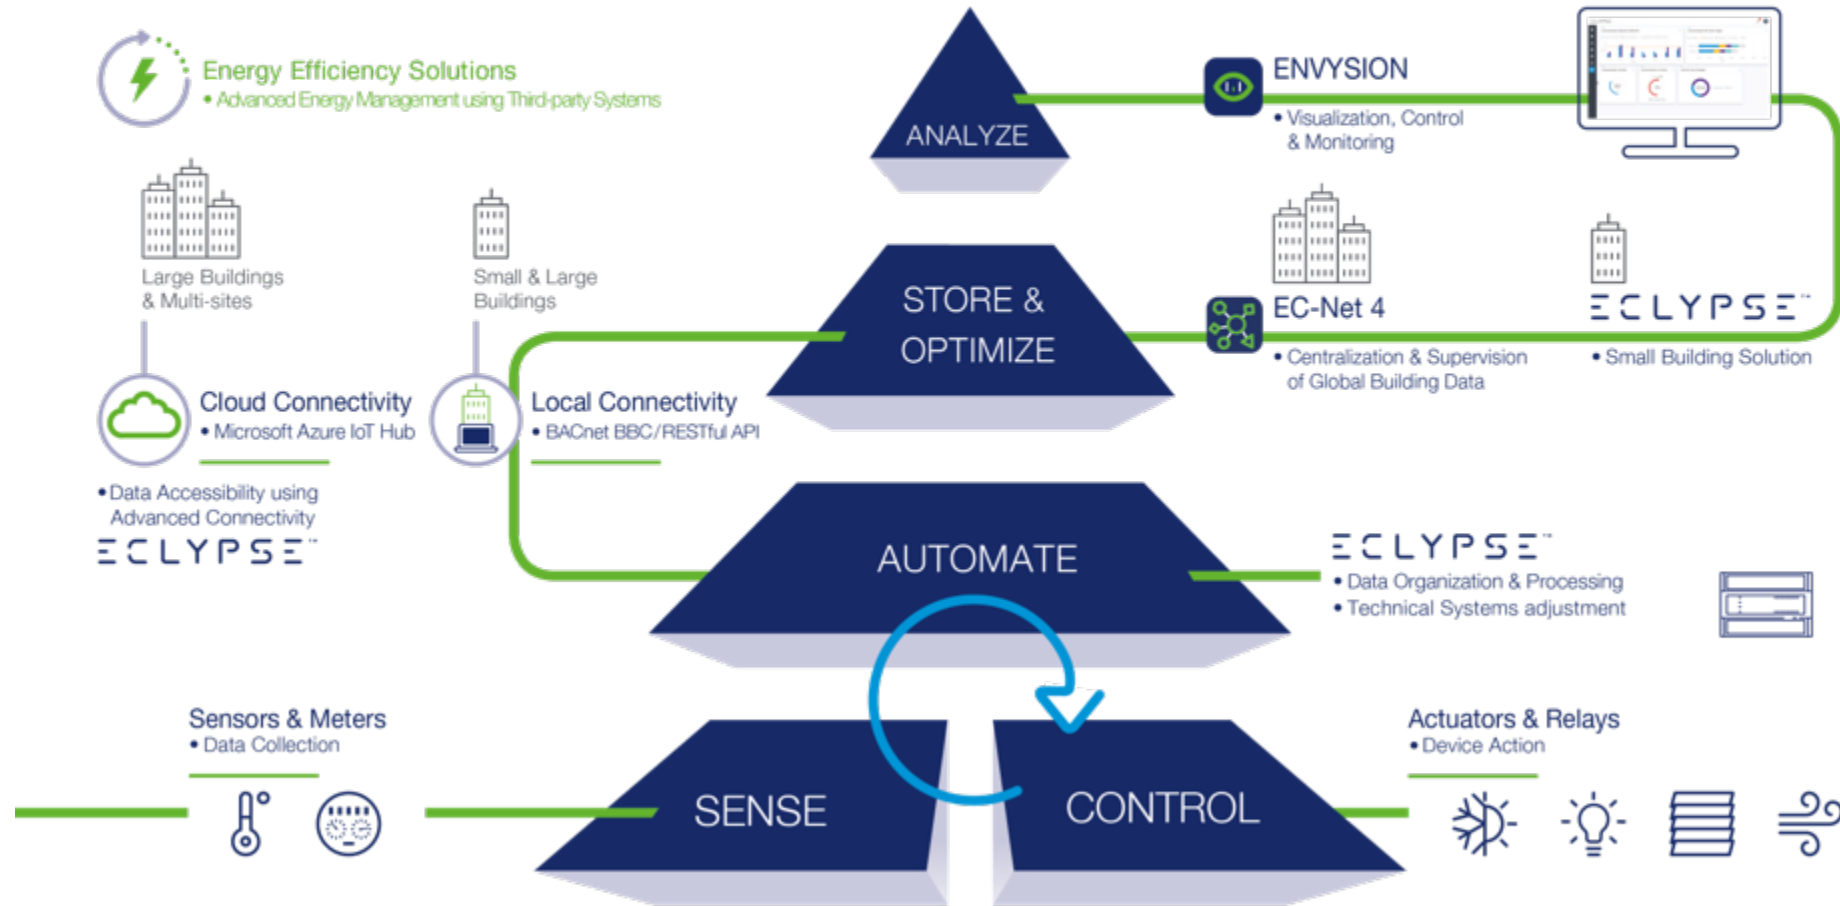 Energy Efficiency Solutions
• Advanced Energy Management using Third-party Systems
Large Buildings
& Multi-sites
Small & Large
Buildings
Cloud Connectivity
• Microsoft Azure IoT Hub
• Data Accessibility using
Advanced Connectivity
ECLYPSE™
Local Connectivity
• BACnet BBC/RESTful API
ANALYZE
ENVYSION
• Visualization, Control
& Monitoring
STORE &
OPTIMIZE
EC-Net 4
• Centralization & Supervision
of Global Building Data
ECLYPSE™
• Small Building Solution
AUTOMATE
ECLYPSE™
• Data Organization & Processing
• Technical Systems adjustment
Sensors & Meters
• Data Collection
SENSE
CONTROL
Actuators & Relays
• Device Action